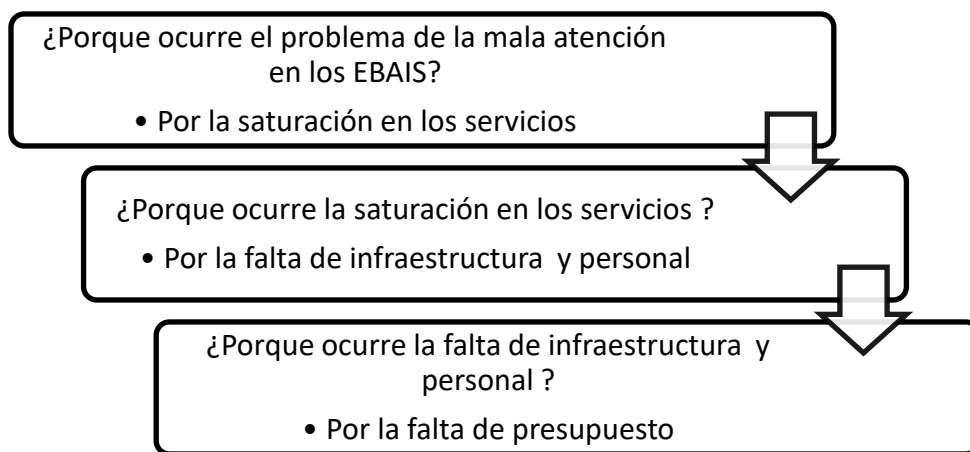 ¿Porque ocurre el problema de la mala atención
en los EBAIS?
• Por la saturación en los servicios
¿Porque ocurre la saturación en los servicios ?
• Por la falta de infraestructura y personal
¿Porque ocurre la falta de infraestructura y
personal ?
• Por la falta de presupuesto